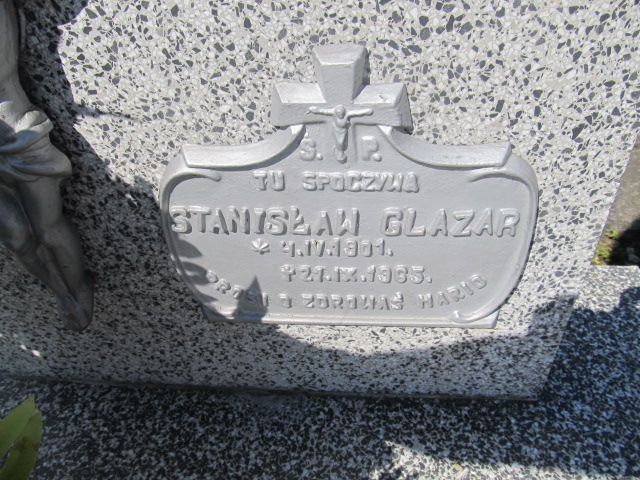 Ś. P.
TU SPOCZYWA
STANISŁAW GLAZAR
* 4.IV.1901.
† 21.IX.1965.
PROSI O ZDROWAŚ MARIO